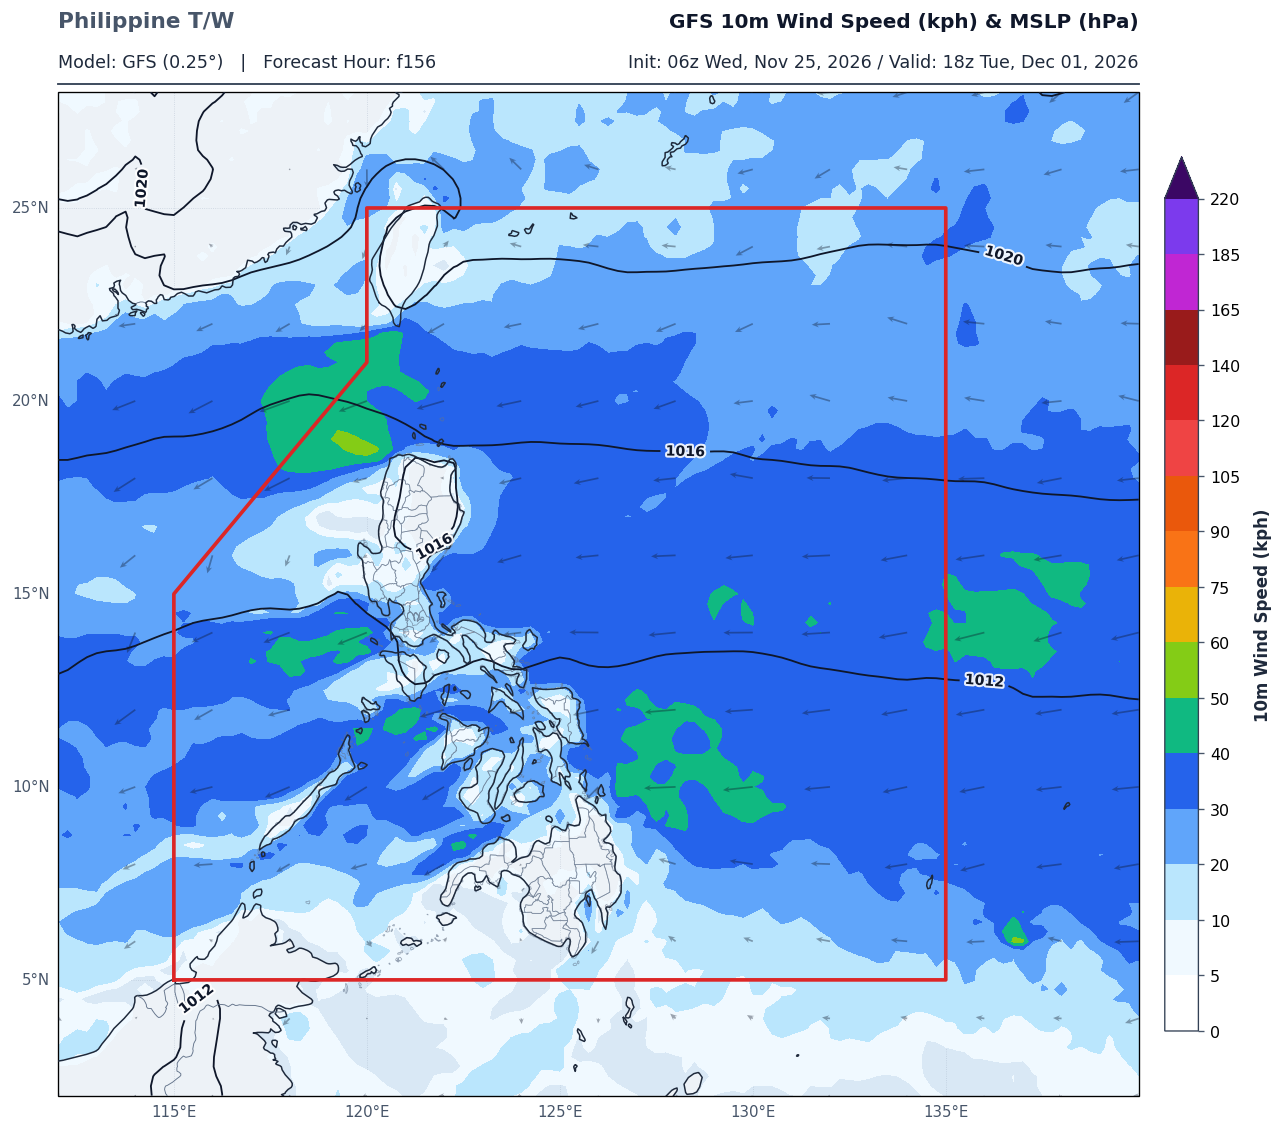 Philippine T/W
GFS 10m Wind Speed (kph) & MSLP (hPa)
Model: GFS (0.25°) | Forecast Hour: f156
Init: 06z Wed, Nov 25, 2026 / Valid: 18z Tue, Dec 01, 2026
1020
1020
1016
1016
1012
1012
25°N
20°N
15°N
10°N
5°N
115°E
120°E
125°E
130°E
135°E
220
185
165
140
120
105
90
75
60
50
40
30
20
10
5
0
10m Wind Speed (kph)